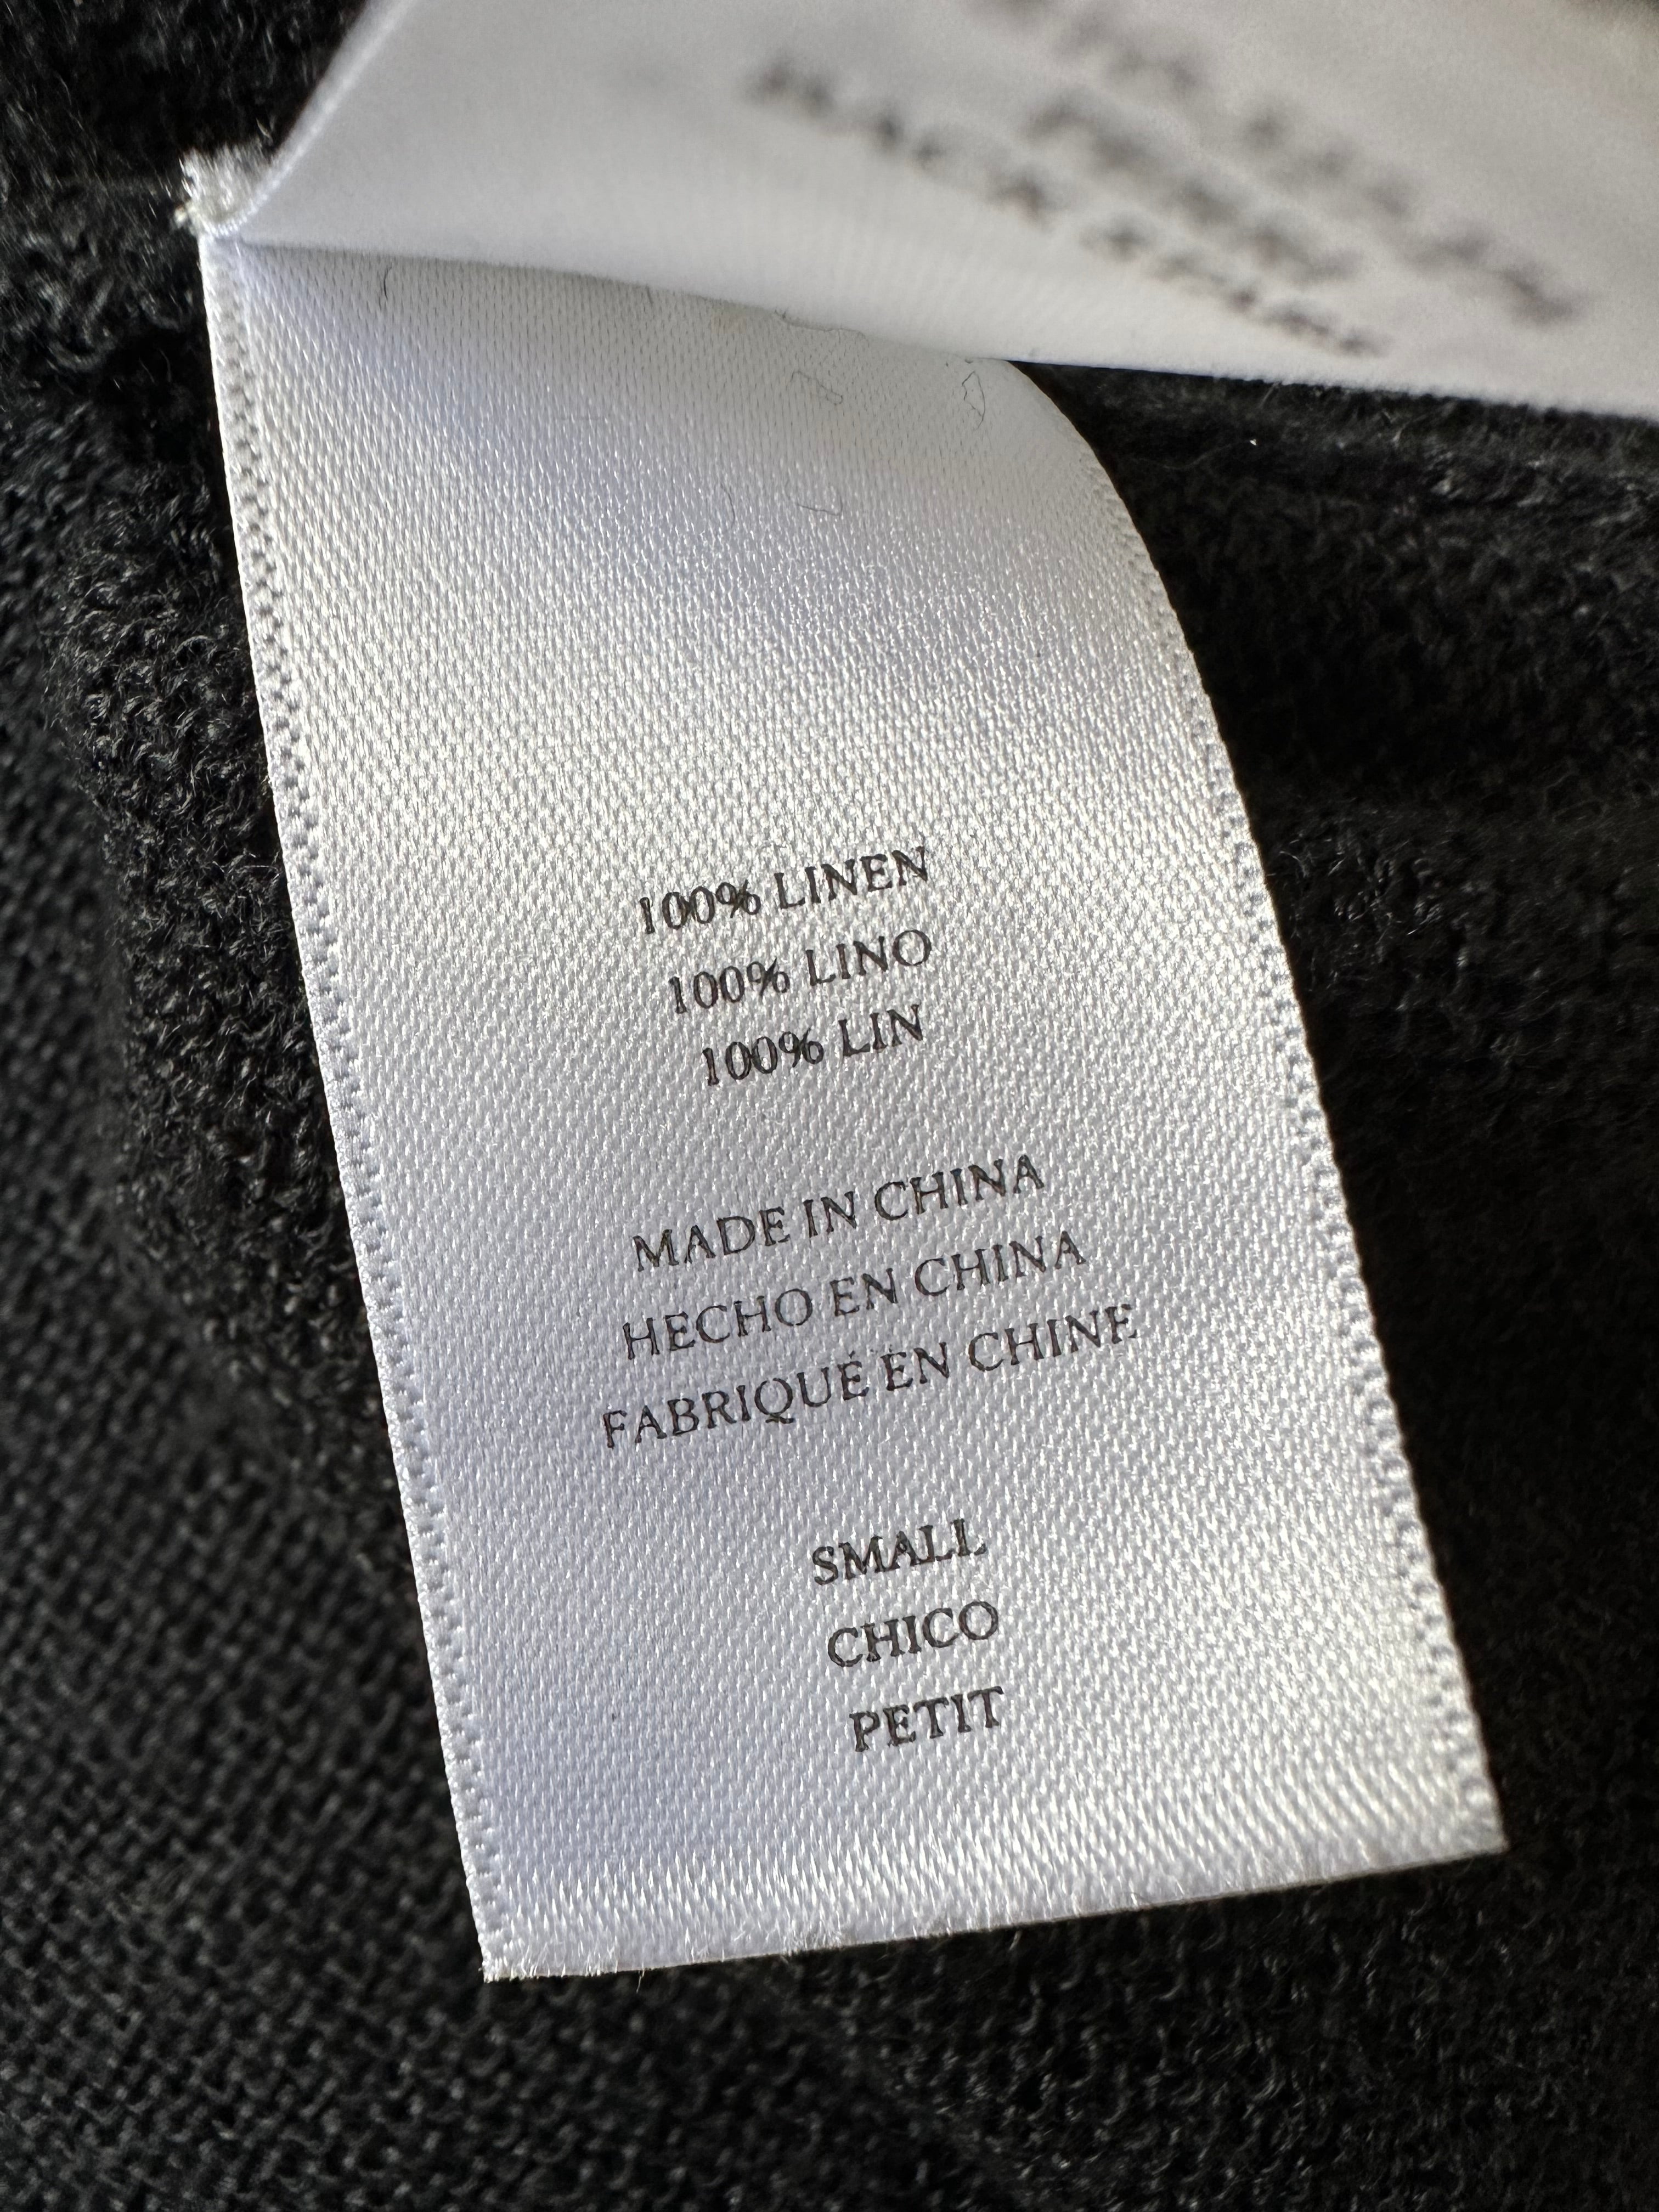 100% LINEN
100% LINO
100% LIN
MADE IN CHINA
HECHO EN CHINA
FABRIQUÉ EN CHINE
SMALL
CHICO
PETIT